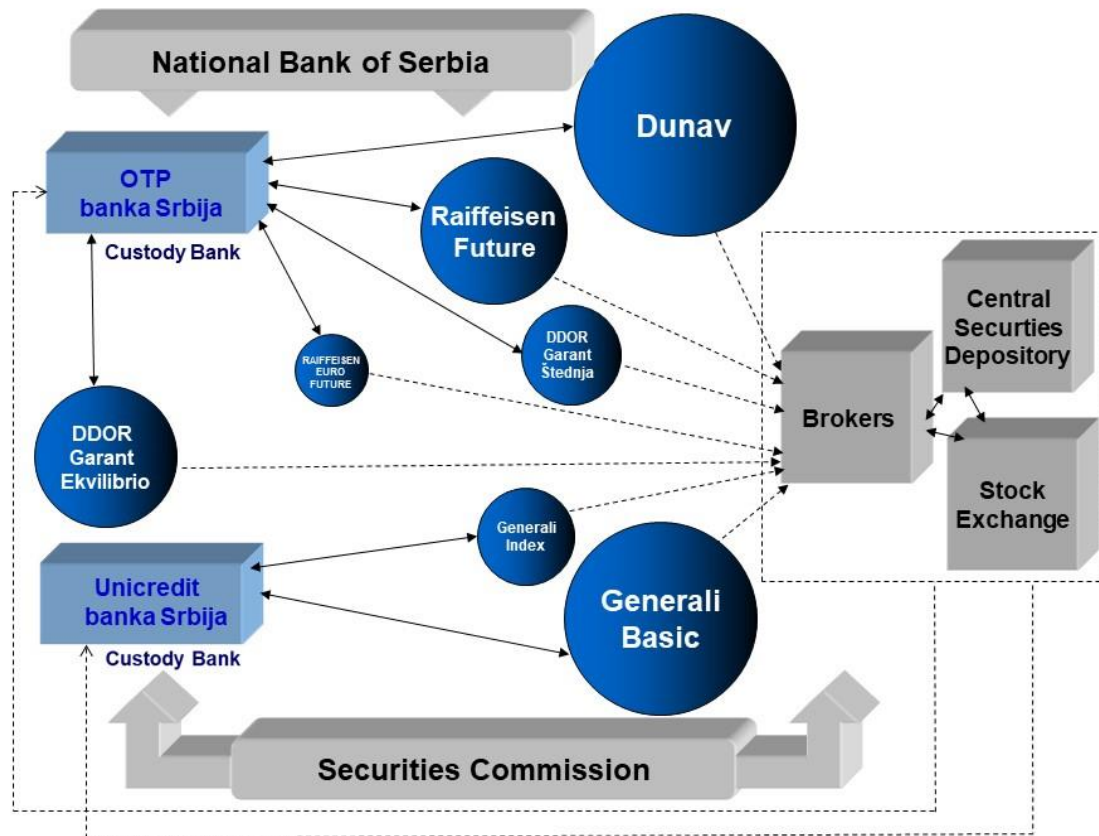 National Bank of Serbia
Dunav
OTP
banka Srbija
Custody Bank
Raiffeisen
Future
RAIFFEISEN
EURO
FUTURE
DDOR
Garant
Štednja
Central
Securties
Depository
Brokers
DDOR
Garant
Ekvilibrio
Stock
Exchange
Generali
Index
Unicredit
banka Srbija
Custody Bank
Generali
Basic
Securities Commission